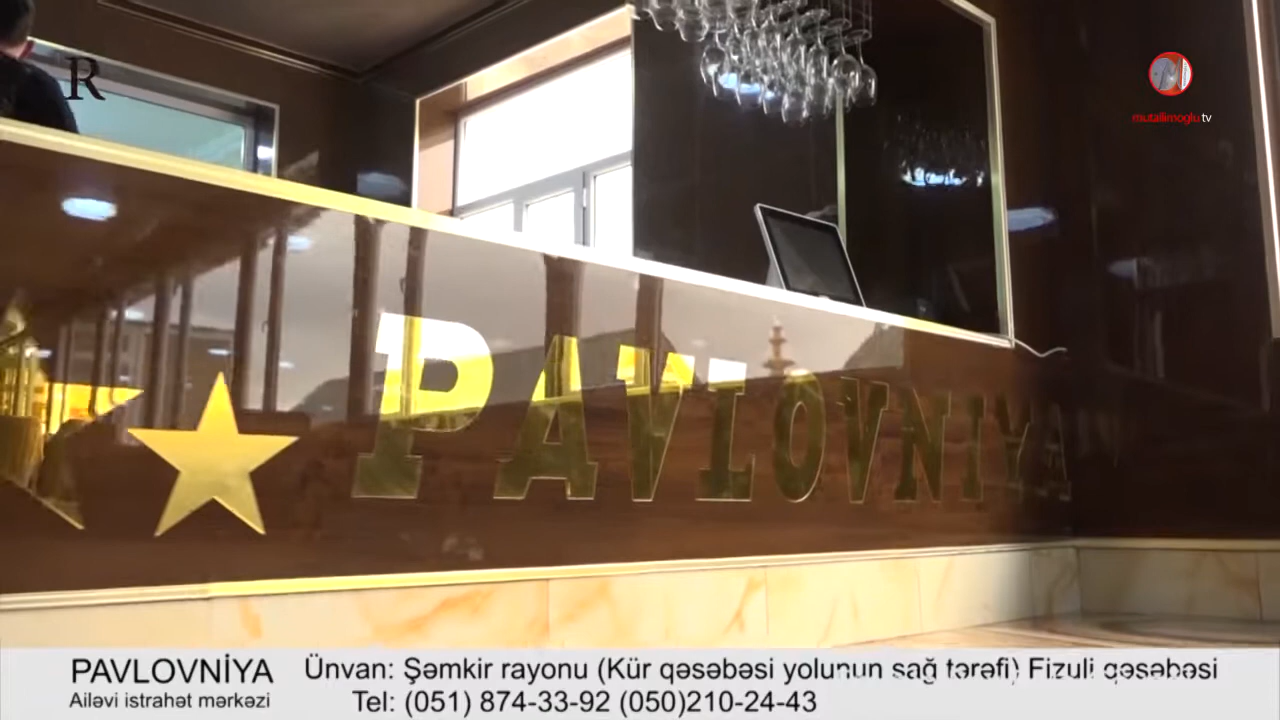 R
mutallimoglu tv
PAVLOVNIYA
PAVLOVNİYA
Ailəvi istrahət mərkəzi
Ünvan: Şəmkir rayonu (Kür qəsəbəsi yolunun sağ tərəfi) Fizuli qəsəbəsi
Tel: (051) 874-33-92 (050)210-24-43